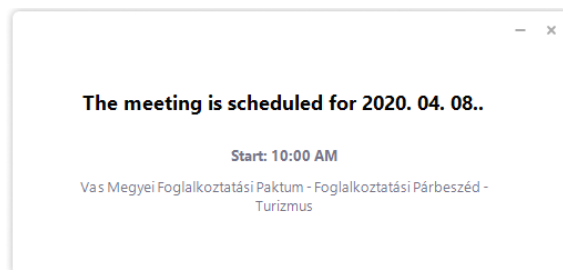 The meeting is scheduled for 2020. 04. 08..
Start: 10:00 AM
Vas Megyei Foglalkoztatási Paktum - Foglalkoztatási Párbeszéd -
Turizmus